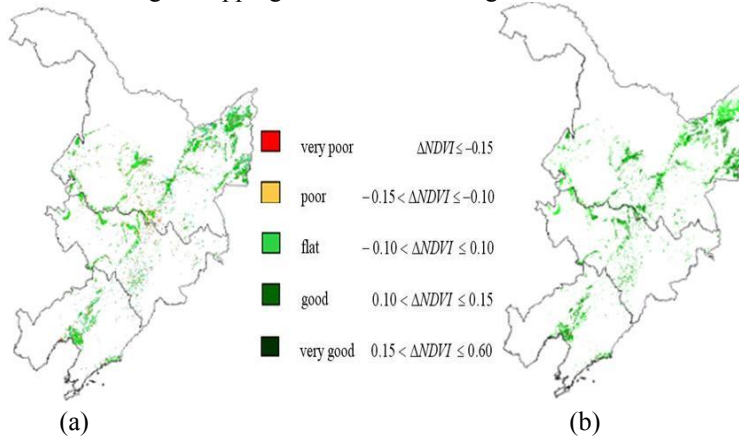 very poor ΔNDVI ≤ −0.15
poor −0.15 < ΔNDVI ≤ −0.10
flat −0.10 < ΔNDVI ≤ 0.10
good 0.10 < ΔNDVI ≤ 0.15
very good 0.15 < ΔNDVI ≤ 0.60
(a) (b)